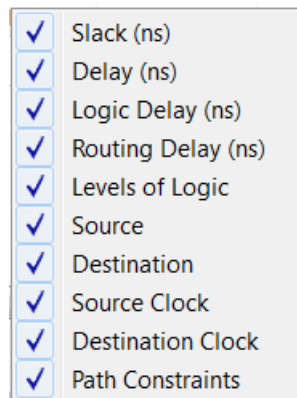 Slack (ns)
Delay (ns)
Logic Delay (ns)
Routing Delay (ns)
Levels of Logic
Source
Destination
Source Clock
Destination Clock
Path Constraints